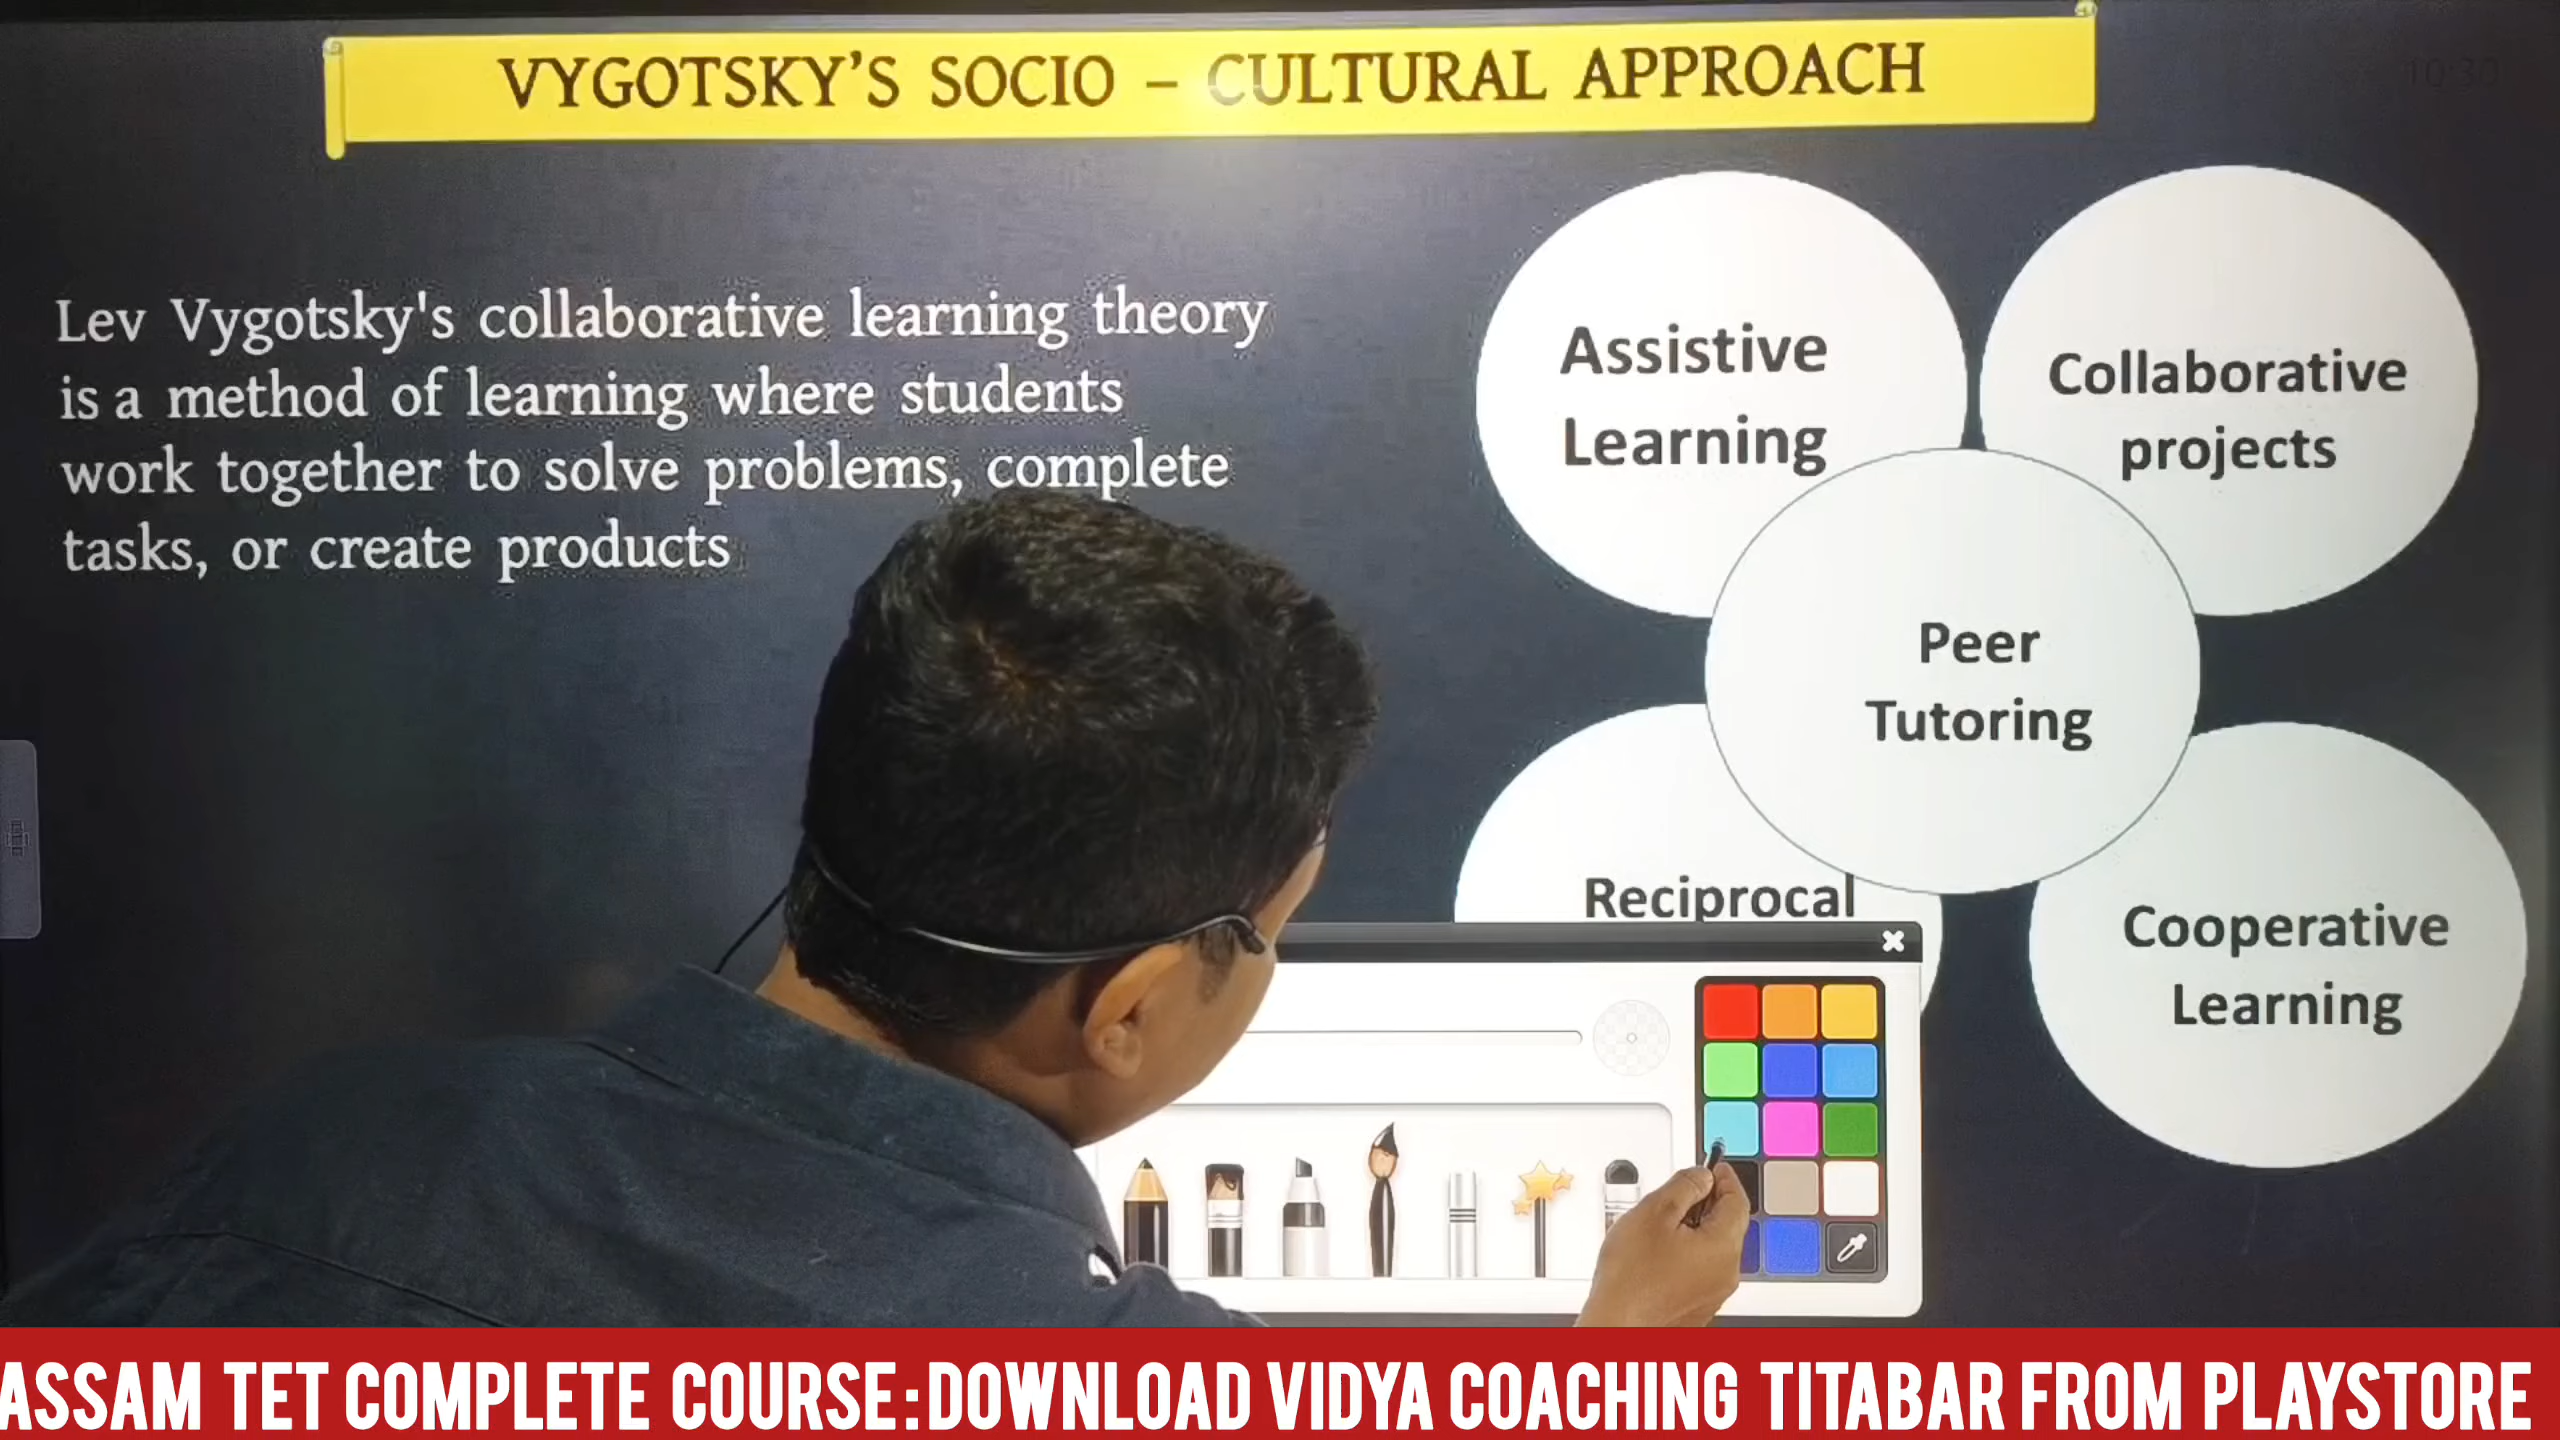 VYGOTSKY'S SOCIO – CULTURAL APPROACH
10:30
Lev Vygotsky's collaborative learning theory
is a method of learning where students
work together to solve problems, complete
tasks, or create products
Assistive
Learning
Collaborative
projects
Peer
Tutoring
Reciprocal
Cooperative
Learning
ASSAM TET COMPLETE COURSE:DOWNLOAD VIDYA COACHING TITABAR FROM PLAYSTORE